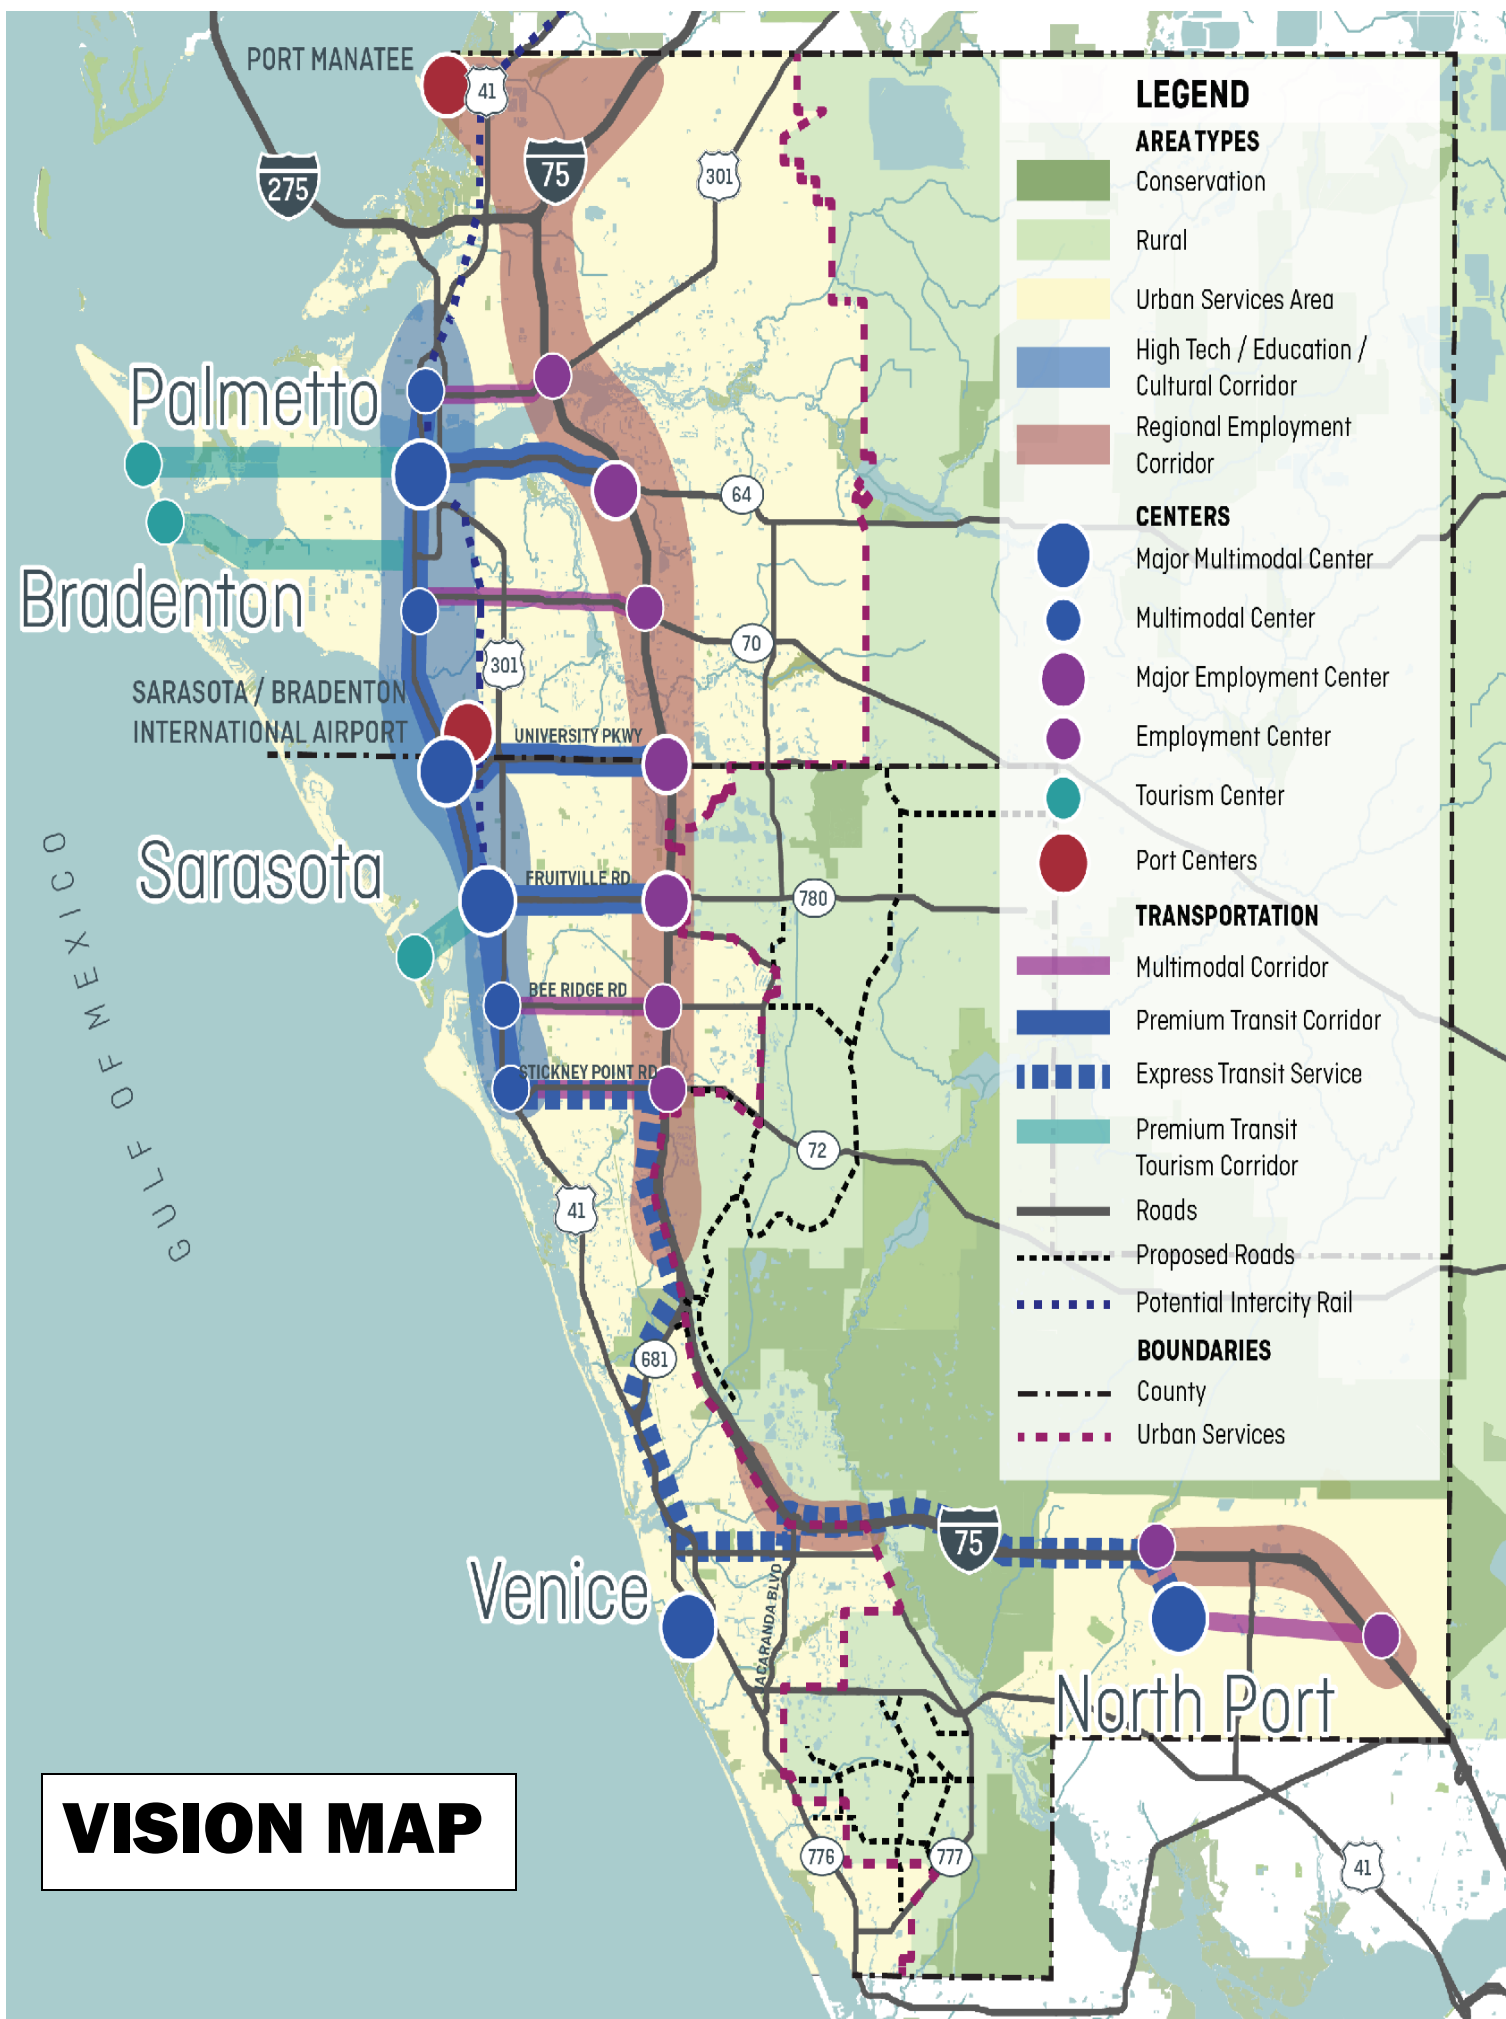 PORT MANATEE
41
275
75
301
Palmetto
64
Bradenton
301
70
SARASOTA / BRADENTON
INTERNATIONAL AIRPORT
UNIVERSITY PKWY
Sarasota
FRUITVILLE RD
780
BEE RIDGE RD
STICKNEY POINT RD
72
GULF OF MEXICO
41
681
75
Venice
JACARANDA BLVD
North Port
776
777
41
VISION MAP
LEGEND
AREA TYPES
Conservation
Rural
Urban Services Area
High Tech / Education /
Cultural Corridor
Regional Employment
Corridor
CENTERS
Major Multimodal Center
Multimodal Center
Major Employment Center
Employment Center
Tourism Center
Port Centers
TRANSPORTATION
Multimodal Corridor
Premium Transit Corridor
Express Transit Service
Premium Transit
Tourism Corridor
Roads
Proposed Roads
Potential Intercity Rail
BOUNDARIES
County
Urban Services